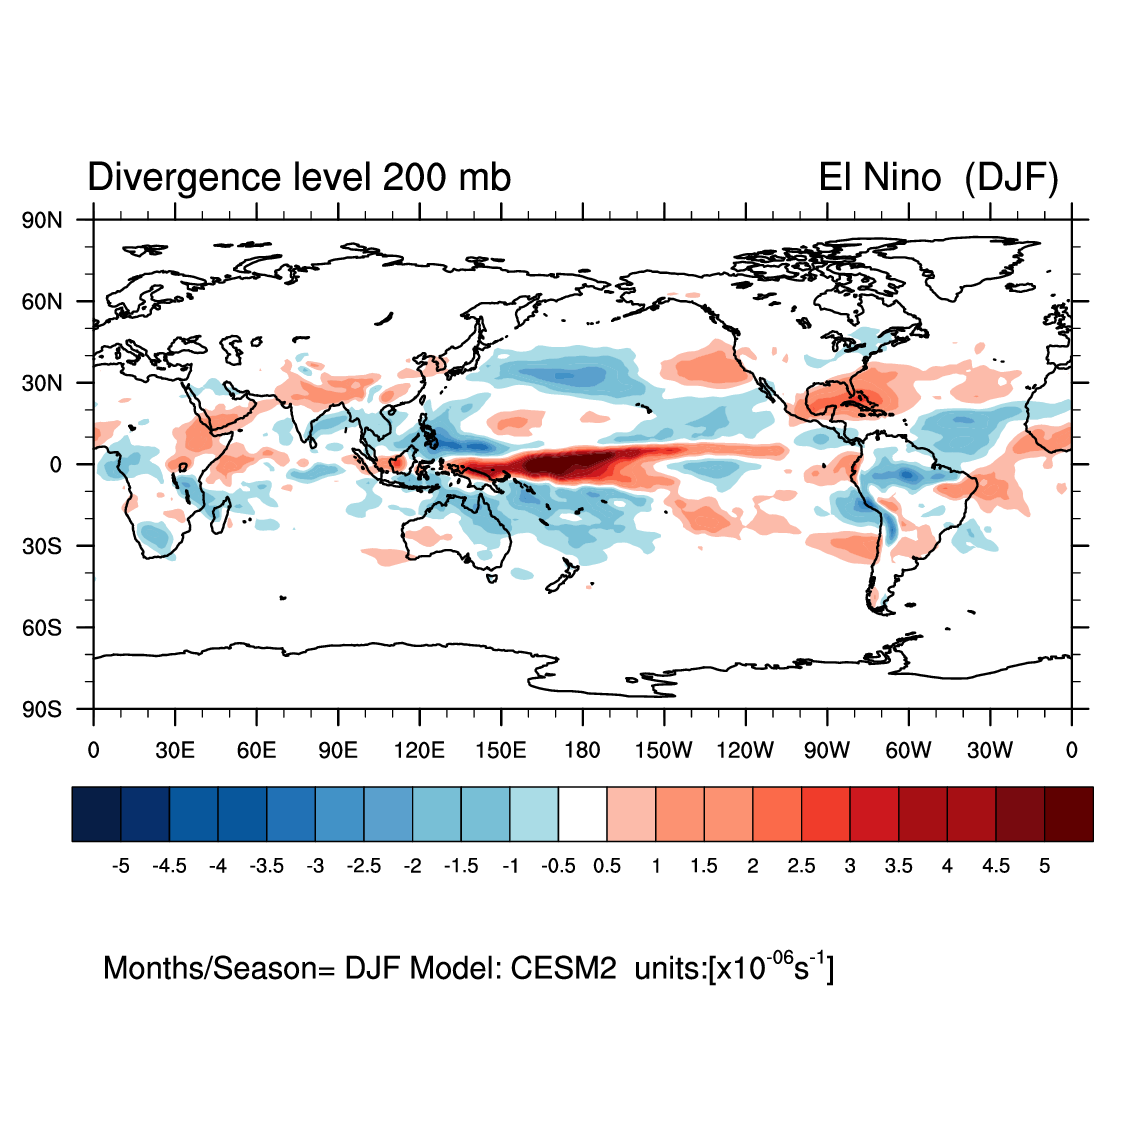 Divergence level 200 mb El Nino (DJF)
90N
60N
30N
0
30S
60S
90S
0 30E 60E 90E 120E 150E 180 150W 120W 90W 60W 30W 0
-5 -4.5 -4 -3.5 -3 -2.5 -2 -1.5 -1 -0.5 0.5 1 1.5 2 2.5 3 3.5 4 4.5 5
Months/Season= DJF Model: CESM2 units:[x10⁻⁰⁶s⁻¹]